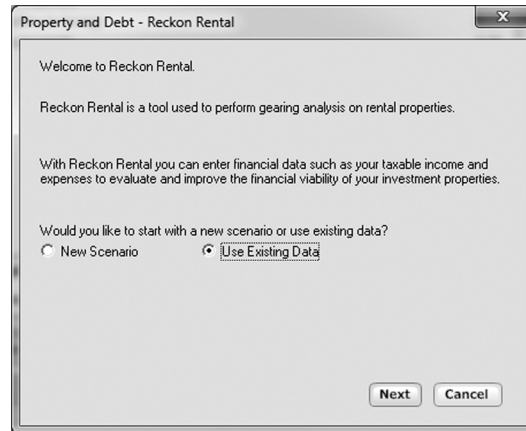 Property and Debt - Reckon Rental
Welcome to Reckon Rental.
Reckon Rental is a tool used to perform gearing analysis on rental properties.
With Reckon Rental you can enter financial data such as your taxable income and
expenses to evaluate and improve the financial viability of your investment properties.
Would you like to start with a new scenario or use existing data?
New Scenario Use Existing Data
Next Cancel